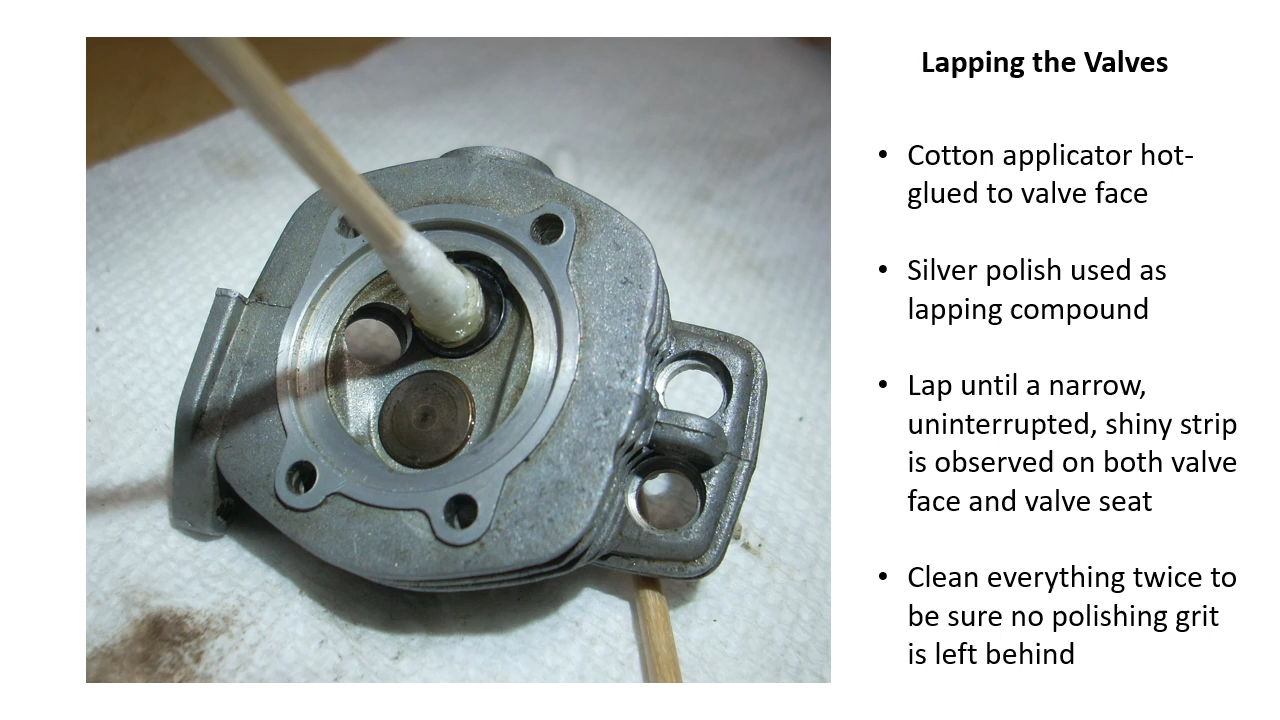 Lapping the Valves
• Cotton applicator hot-
glued to valve face
• Silver polish used as
lapping compound
• Lap until a narrow,
uninterrupted, shiny strip
is observed on both valve
face and valve seat
• Clean everything twice to
be sure no polishing grit
is left behind